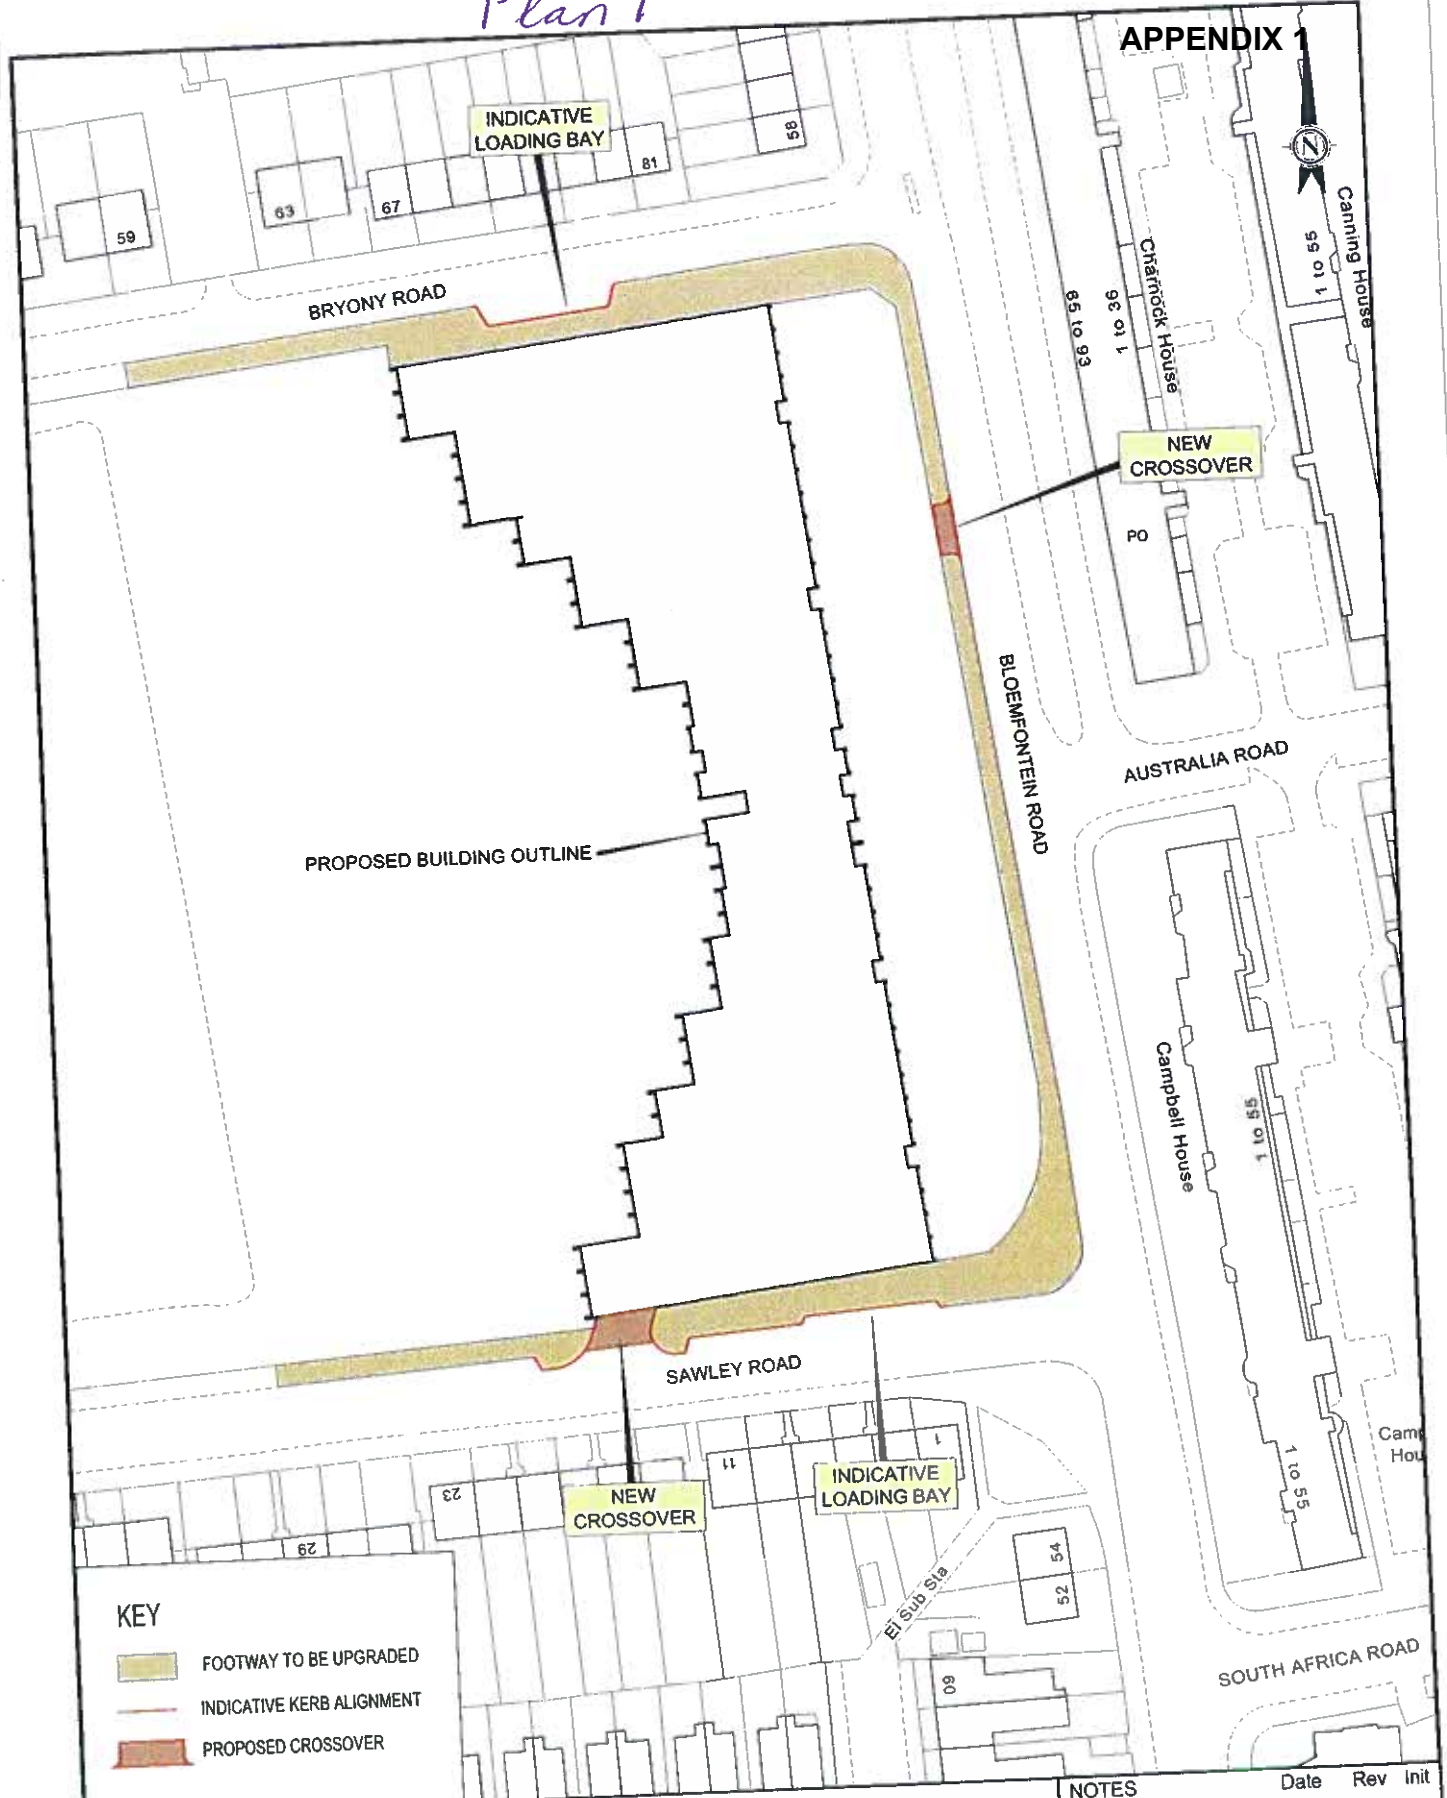 Plan 1
APPENDIX 1
N
INDICATIVE
LOADING BAY
58
81
67
63
59
BRYONY ROAD
85 to 93
1 to 36
Charnock House
1 to 55
Canning House
NEW
CROSSOVER
PO
BLOEMFONTEIN ROAD
AUSTRALIA ROAD
PROPOSED BUILDING OUTLINE
Campbell House
1 to 55
SAWLEY ROAD
1
11
23
29
NEW
CROSSOVER
INDICATIVE
LOADING BAY
1 to 55
Camp
Hou
54
52
El Sub Sta
60
SOUTH AFRICA ROAD
KEY
FOOTWAY TO BE UPGRADED
INDICATIVE KERB ALIGNMENT
PROPOSED CROSSOVER
NOTES
Date Rev Init